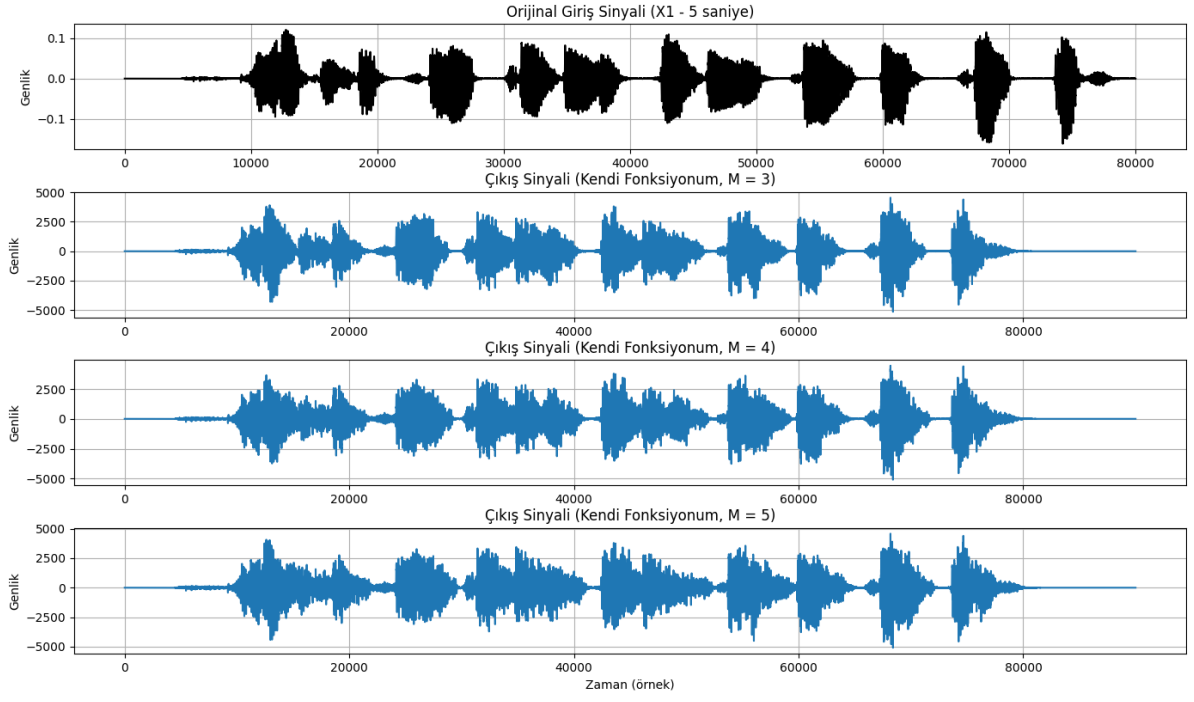 Orijinal Giriş Sinyali (X1 - 5 saniye)
0.1
0.0
−0.1
Genlik
0 10000 20000 30000 40000 50000 60000 70000 80000
Çıkış Sinyali (Kendi Fonksiyonum, M = 3)
5000
2500
0
−2500
−5000
Genlik
0 20000 40000 60000 80000
Çıkış Sinyali (Kendi Fonksiyonum, M = 4)
2500
0
−2500
−5000
Genlik
0 20000 40000 60000 80000
Çıkış Sinyali (Kendi Fonksiyonum, M = 5)
5000
2500
0
−2500
−5000
Genlik
0 20000 40000 60000 80000
Zaman (örnek)